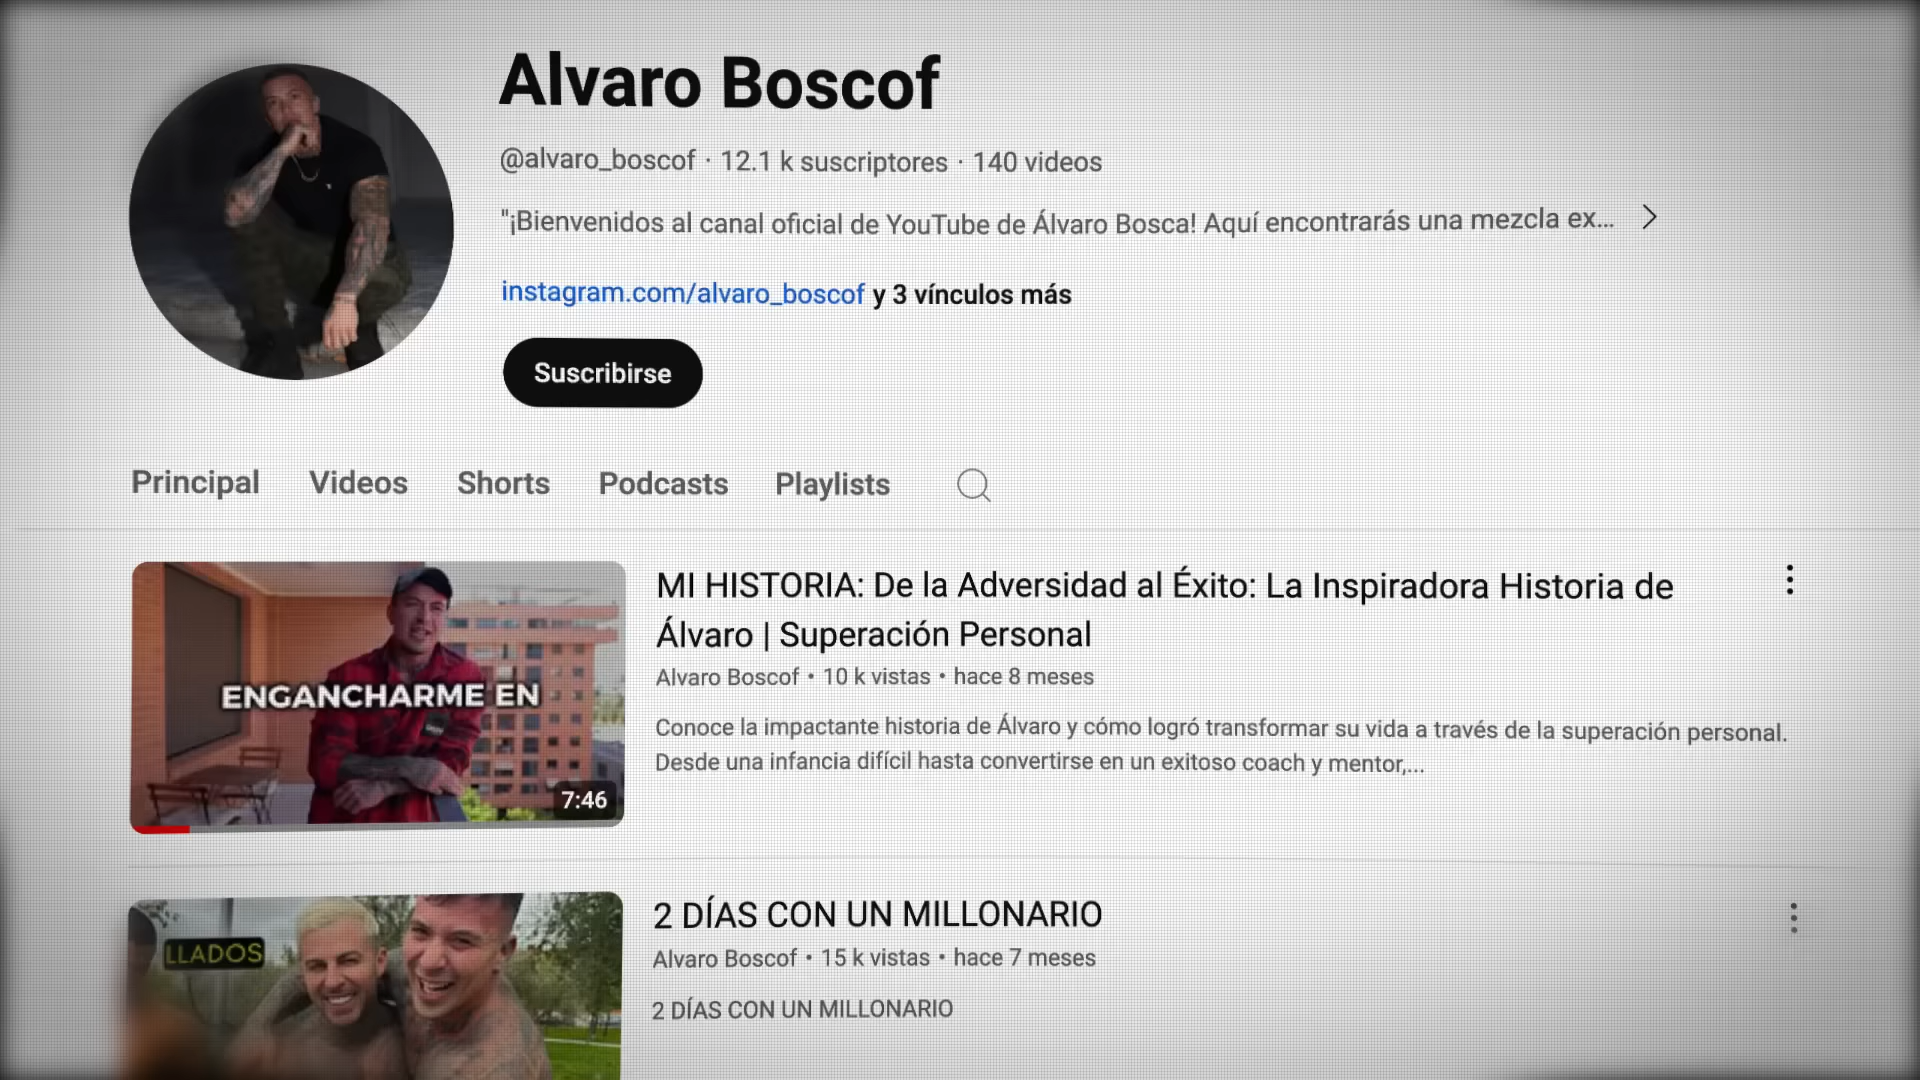 Alvaro Boscof
@alvaro_boscof · 12.1 k suscriptores · 140 videos
"¡Bienvenidos al canal oficial de YouTube de Álvaro Bosca! Aquí encontrarás una mezcla ex...
instagram.com/alvaro_boscof y 3 vínculos más
Suscribirse
Principal Videos Shorts Podcasts Playlists
ENGANCHARME EN
7:46
MI HISTORIA: De la Adversidad al Éxito: La Inspiradora Historia de
Álvaro | Superación Personal
Alvaro Boscof • 10 k vistas • hace 8 meses
Conoce la impactante historia de Álvaro y cómo logró transformar su vida a través de la superación personal.
Desde una infancia difícil hasta convertirse en un exitoso coach y mentor,...
LLADOS
2 DÍAS CON UN MILLONARIO
Alvaro Boscof • 15 k vistas • hace 7 meses
2 DÍAS CON UN MILLONARIO